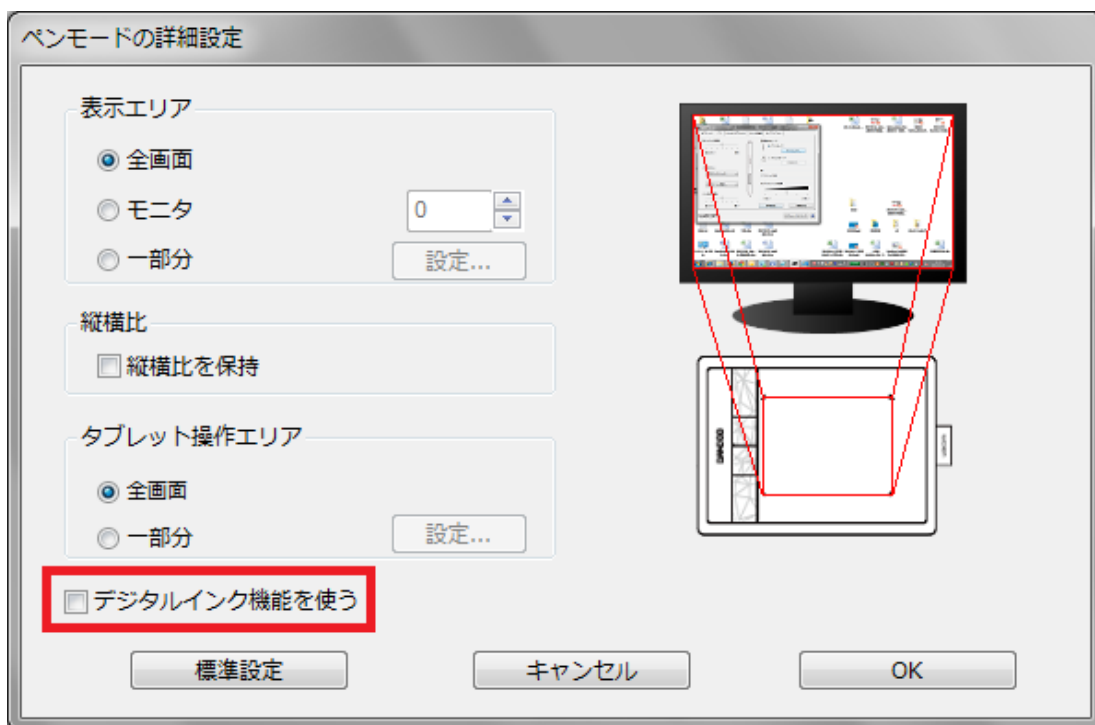 ペンモードの詳細設定
表示エリア
全画面
モニタ
0
一部分
設定...
縦横比
縦横比を保持
タブレット操作エリア
全画面
一部分
設定...
デジタルインク機能を使う
標準設定
キャンセル
OK
BAMBOO